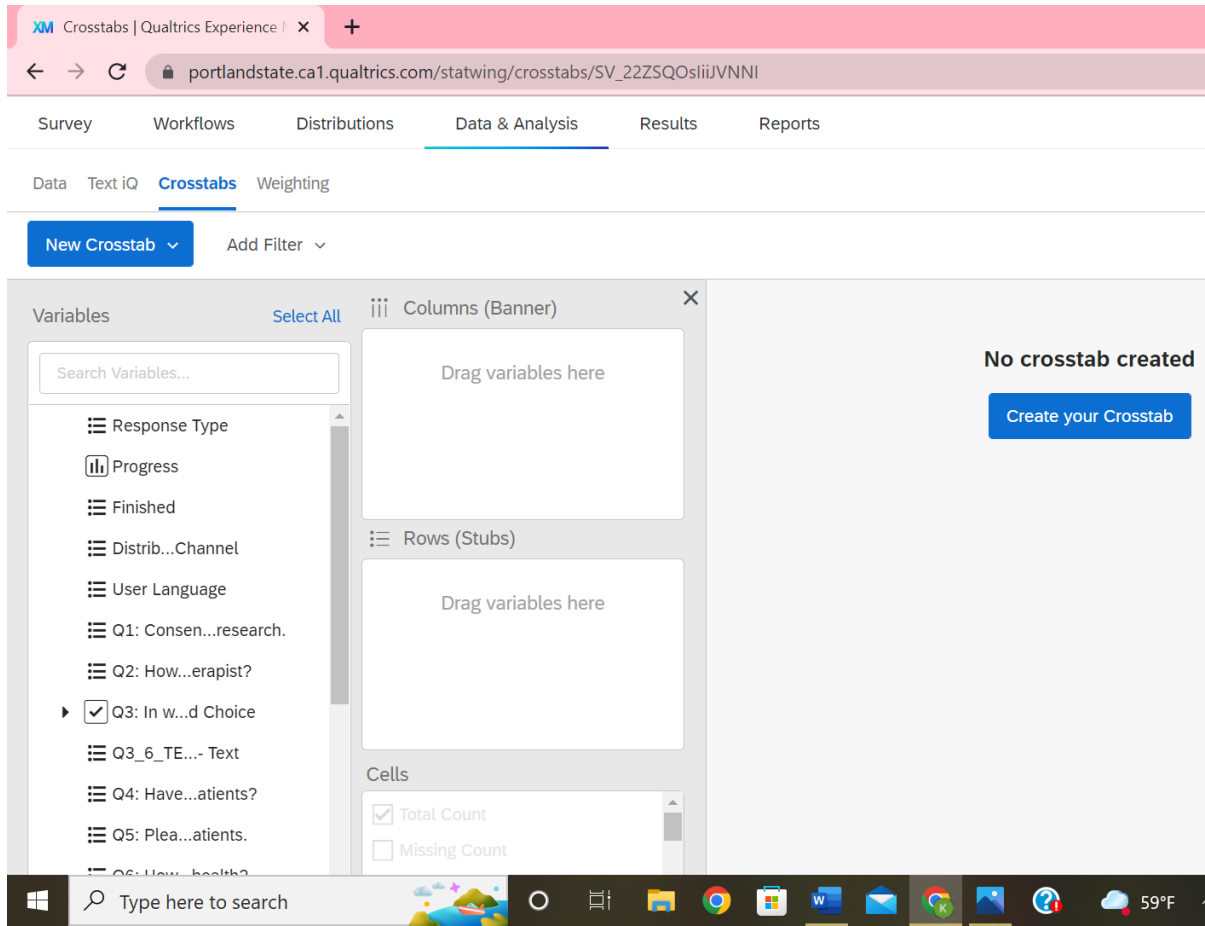 XM Crosstabs | Qualtrics Experience
portlandstate.ca1.qualtrics.com/statwing/crosstabs/SV_22ZSQOsIiiJVNNI
Survey Workflows Distributions Data & Analysis Results Reports
Data Text iQ Crosstabs Weighting
New Crosstab Add Filter
Variables Select All
Search Variables...
Response Type
Progress
Finished
Distrib...Channel
User Language
Q1: Consen...research.
Q2: How...erapist?
Q3: In w...d Choice
Q3_6_TE...- Text
Q4: Have...atients?
Q5: Plea...atients.
Q6: How...health?
Columns (Banner)
Drag variables here
Rows (Stubs)
Drag variables here
Cells
Total Count
Missing Count
No crosstab created
Create your Crosstab
Type here to search
59°F